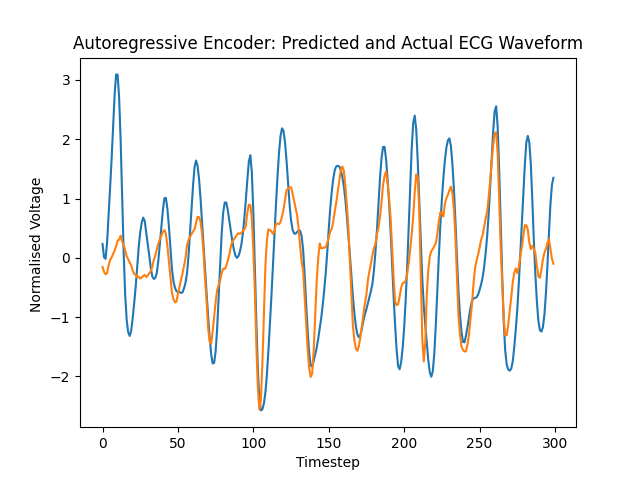 Autoregressive Encoder: Predicted and Actual ECG Waveform
3
2
1
0
−1
−2
Normalised Voltage
0 50 100 150 200 250 300
Timestep